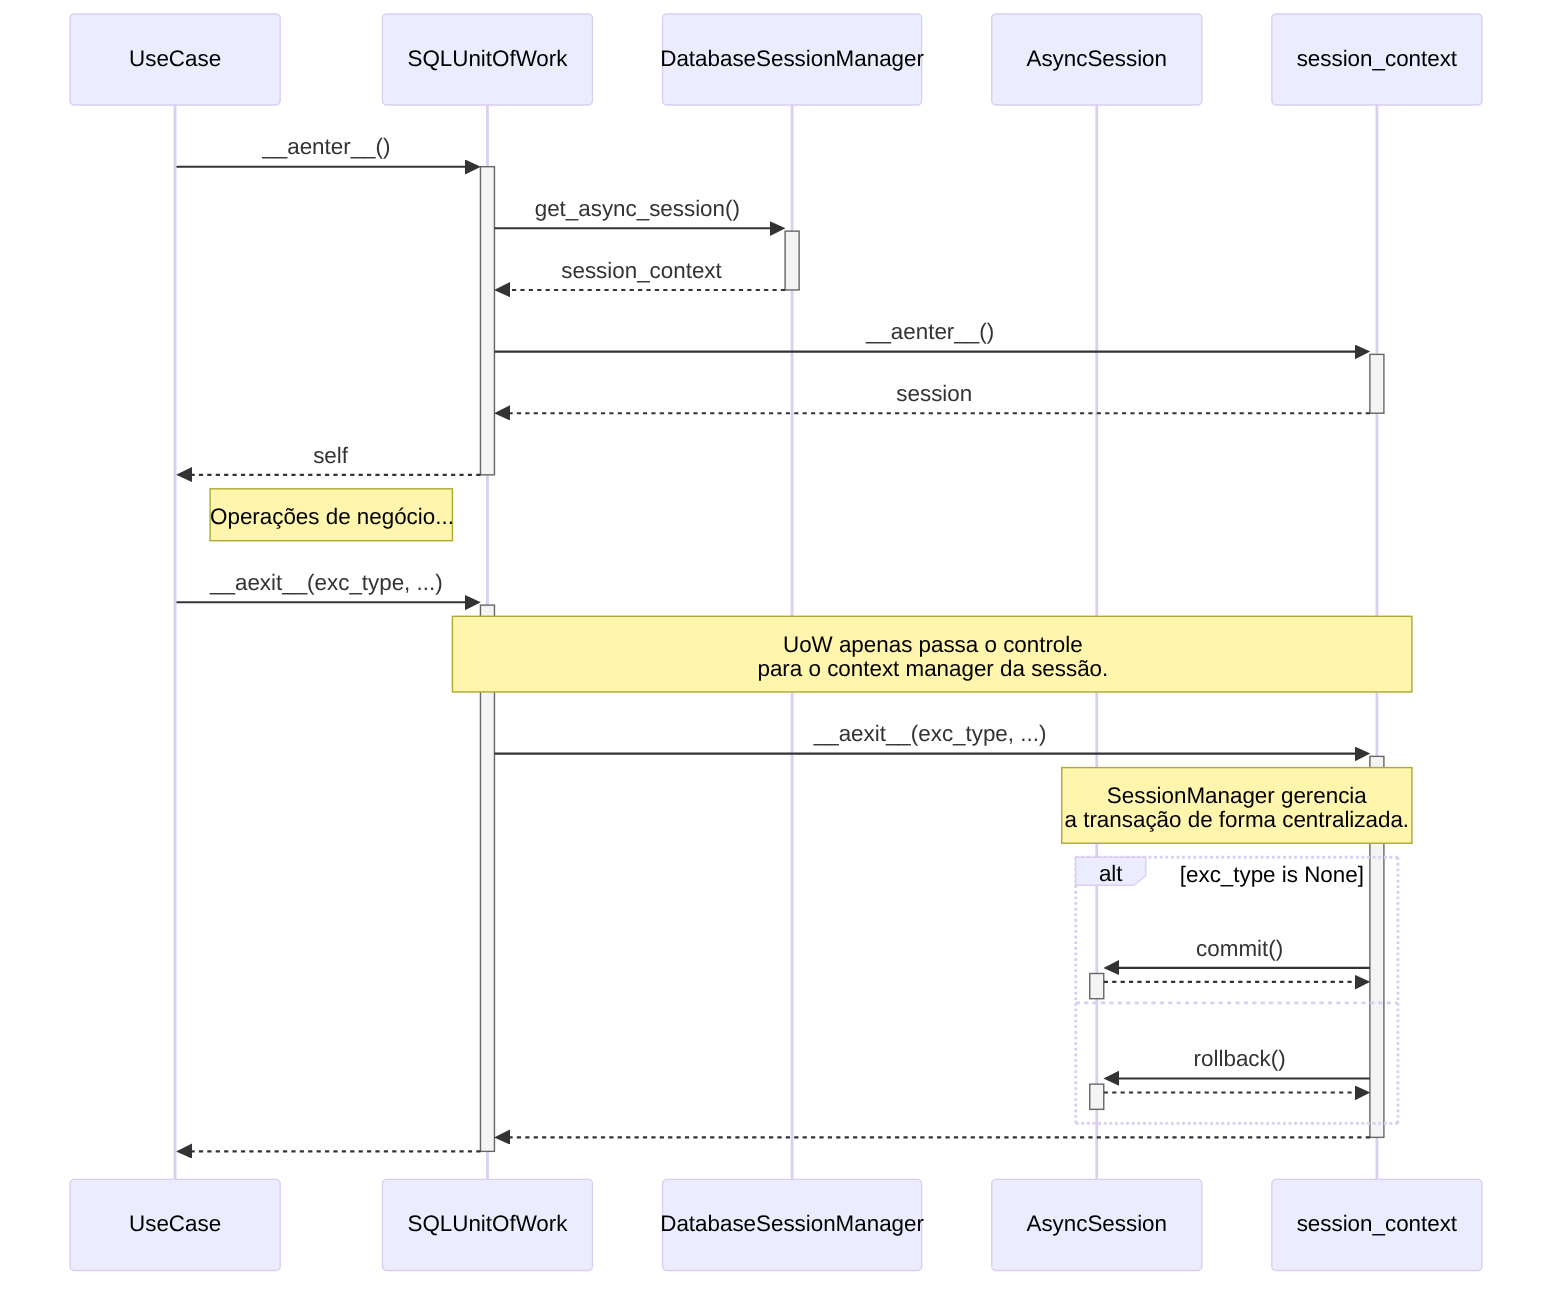 UseCase
SQLUnitOfWork
DatabaseSessionManager
AsyncSession
session_context
__aenter__()
get_async_session()
session_context
__aenter__()
session
self
Operações de negócio...
__aexit__(exc_type, ...)
UoW apenas passa o controle
para o context manager da sessão.
__aexit__(exc_type, ...)
SessionManager gerencia
a transação de forma centralizada.
alt
[exc_type is None]
commit()
rollback()
UseCase
SQLUnitOfWork
DatabaseSessionManager
AsyncSession
session_context